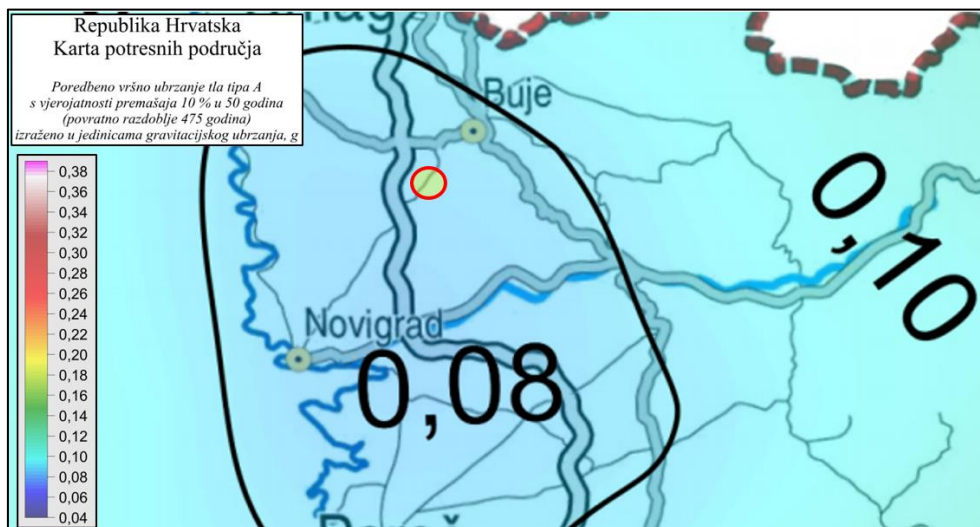 Republika Hrvatska
Karta potresnih područja
Poredbeno vršno ubrzanje tla tipa A
s vjerojatnosti premašaja 10 % u 50 godina
(povratno razdoblje 475 godina)
izraženo u jedinicama gravitacijskog ubrzanja, g
0,38
0,36
0,34
0,32
0,30
0,28
0,26
0,24
0,22
0,20
0,18
0,16
0,14
0,12
0,10
0,08
0,06
0,04
Buje
0,10
Novigrad
0,08